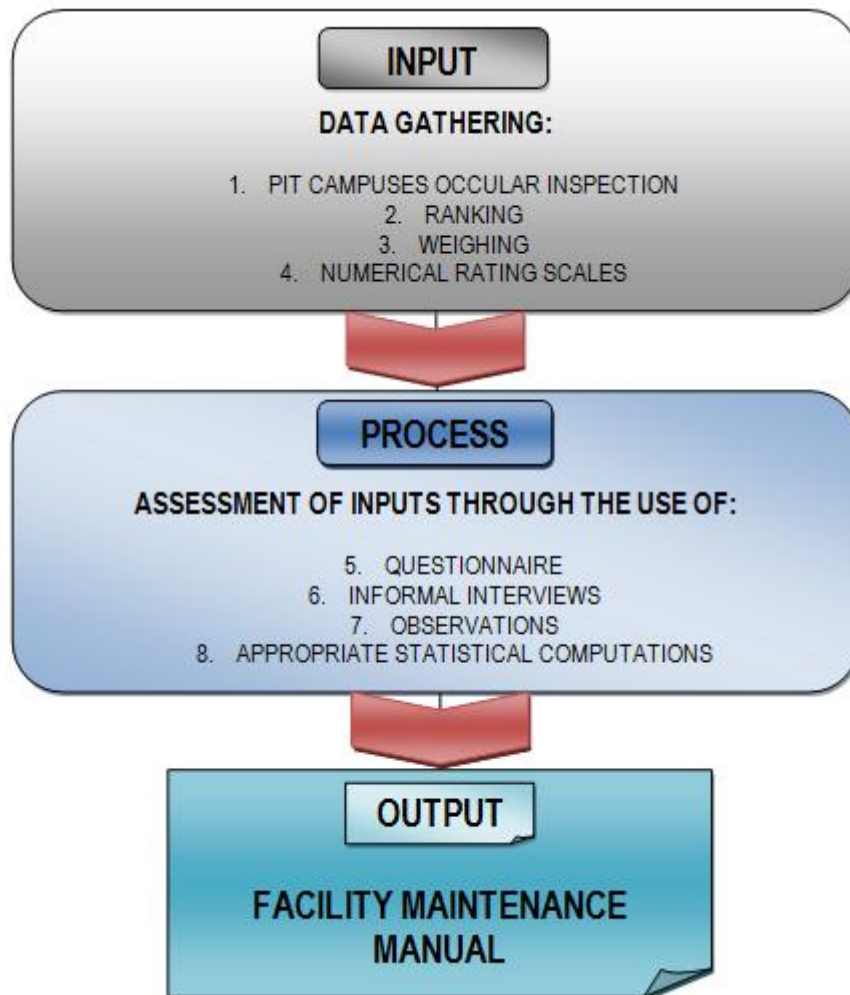 INPUT
DATA GATHERING:
1. PIT CAMPUSES OCCULAR INSPECTION
2. RANKING
3. WEIGHING
4. NUMERICAL RATING SCALES
PROCESS
ASSESSMENT OF INPUTS THROUGH THE USE OF:
5. QUESTIONNAIRE
6. INFORMAL INTERVIEWS
7. OBSERVATIONS
8. APPROPRIATE STATISTICAL COMPUTATIONS
OUTPUT
FACILITY MAINTENANCE
MANUAL